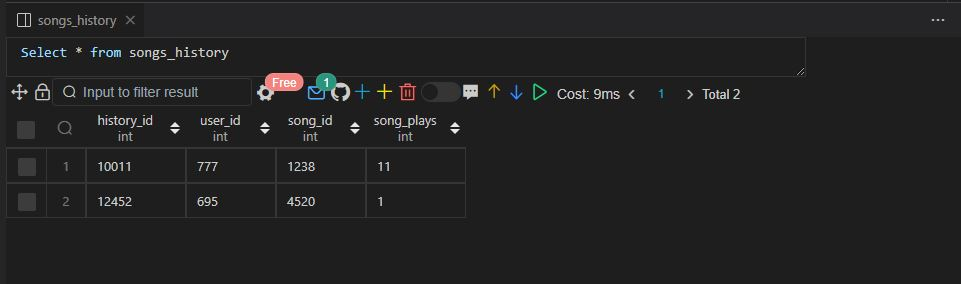 songs_history
Select * from songs_history
Input to filter result Free 1 Cost: 9ms 1 Total 2
history_id user_id song_id song_plays
int int int int
1 10011 777 1238 11
2 12452 695 4520 1